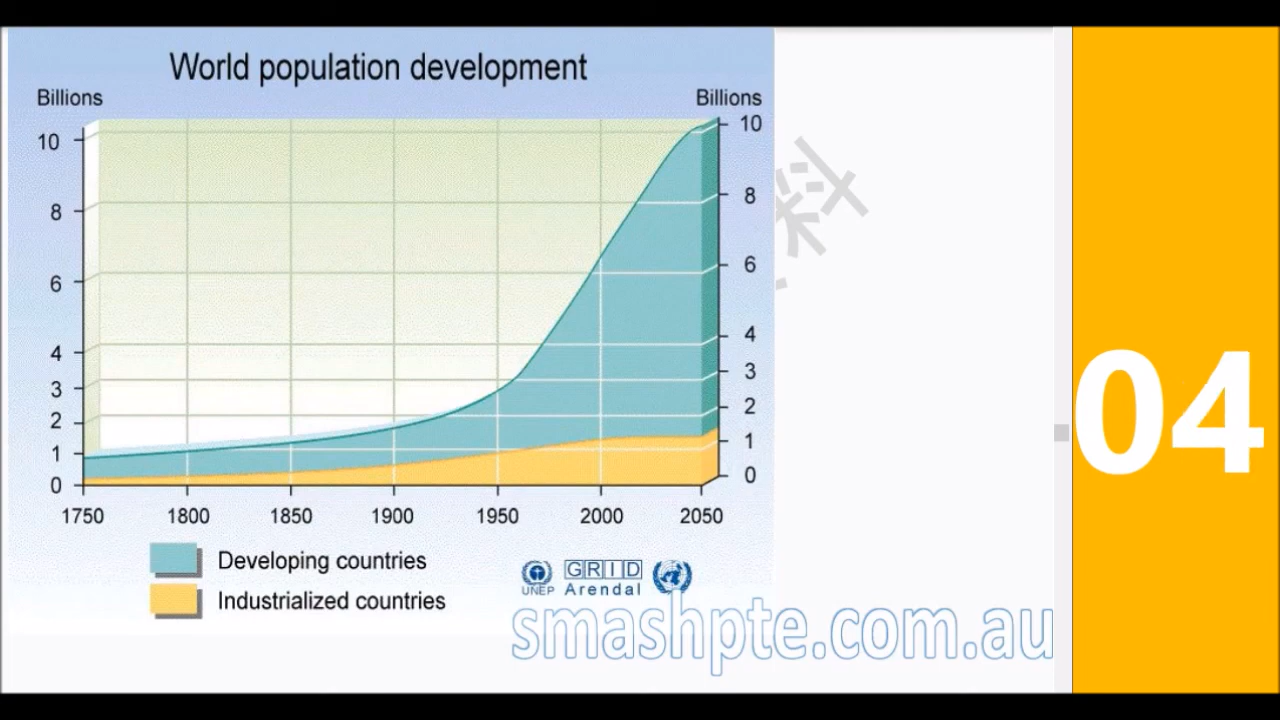 World population development
Billions
Billions
10
8
6
4
3
2
1
0
10
8
6
4
3
2
1
0
1750 1800 1850 1900 1950 2000 2050
Developing countries
Industrialized countries
UNEP
GRID
Arendal
smashpte.com.au
料
04